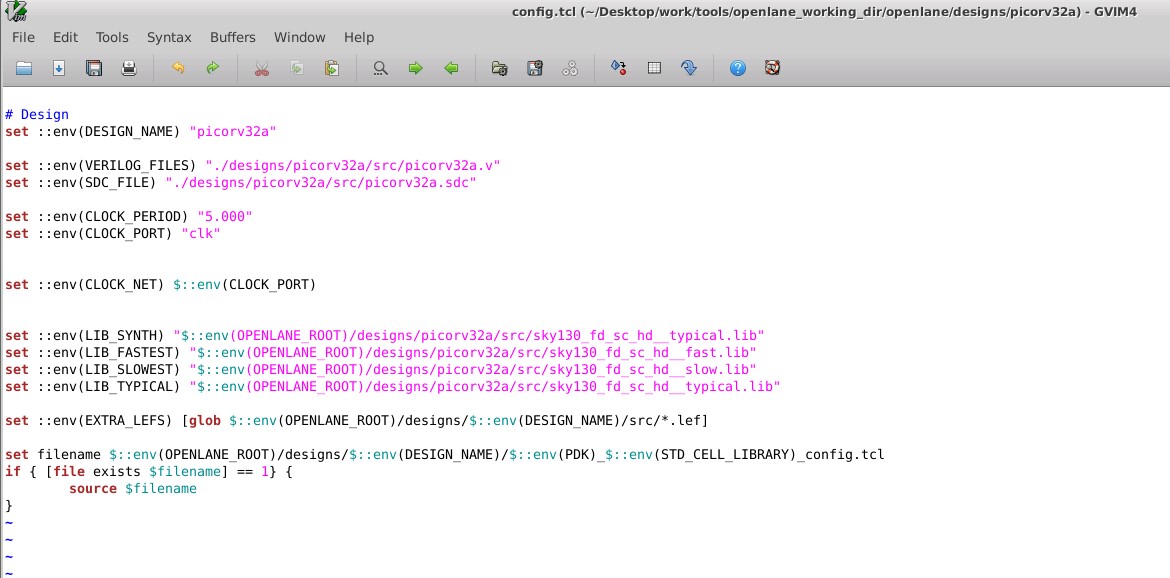 config.tcl (~/Desktop/work/tools/openlane_working_dir/openlane/designs/picorv32a) - GVIM4
File Edit Tools Syntax Buffers Window Help
# Design
set ::env(DESIGN_NAME) "picorv32a"
set ::env(VERILOG_FILES) "./designs/picorv32a/src/picorv32a.v"
set ::env(SDC_FILE) "./designs/picorv32a/src/picorv32a.sdc"
set ::env(CLOCK_PERIOD) "5.000"
set ::env(CLOCK_PORT) "clk"
set ::env(CLOCK_NET) $::env(CLOCK_PORT)
set ::env(LIB_SYNTH) "$::env(OPENLANE_ROOT)/designs/picorv32a/src/sky130_fd_sc_hd__typical.lib"
set ::env(LIB_FASTEST) "$::env(OPENLANE_ROOT)/designs/picorv32a/src/sky130_fd_sc_hd__fast.lib"
set ::env(LIB_SLOWEST) "$::env(OPENLANE_ROOT)/designs/picorv32a/src/sky130_fd_sc_hd__slow.lib"
set ::env(LIB_TYPICAL) "$::env(OPENLANE_ROOT)/designs/picorv32a/src/sky130_fd_sc_hd__typical.lib"
set ::env(EXTRA_LEFS) [glob $::env(OPENLANE_ROOT)/designs/$::env(DESIGN_NAME)/src/*.lef]
set filename $::env(OPENLANE_ROOT)/designs/$::env(DESIGN_NAME)/$::env(PDK)_$::env(STD_CELL_LIBRARY)_config.tcl
if { [file exists $filename] == 1} {
        source $filename
}
~
~
~
~